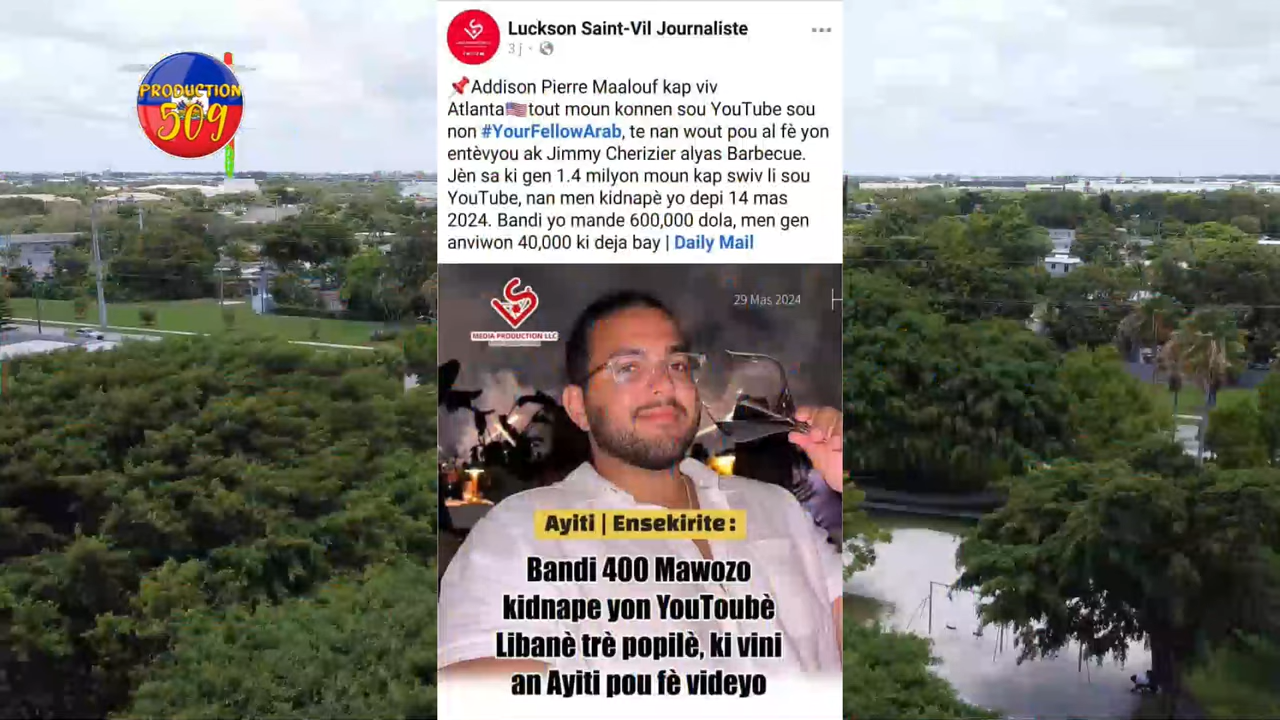 PRODUCTION
509
Luckson Saint-Vil Journaliste
3 j
Addison Pierre Maalouf kap viv
Atlanta🇺🇸tout moun konnen sou YouTube sou
non #YourFellowArab, te nan wout pou al fè yon
entèvyou ak Jimmy Cherizier alyas Barbecue.
Jèn sa ki gen 1.4 milyon moun kap swiv li sou
YouTube, nan men kidnapè yo depi 14 mas
2024. Bandi yo mande 600,000 dola, men gen
anviwon 40,000 ki deja bay | Daily Mail
29 Mas 2024
MEDIA PRODUCTION LLC
Ayiti | Ensekirite :
Bandi 400 Mawozo
kidnape yon YouToubè
Libanè trè popilè, ki vini
an Ayiti pou fè videyo